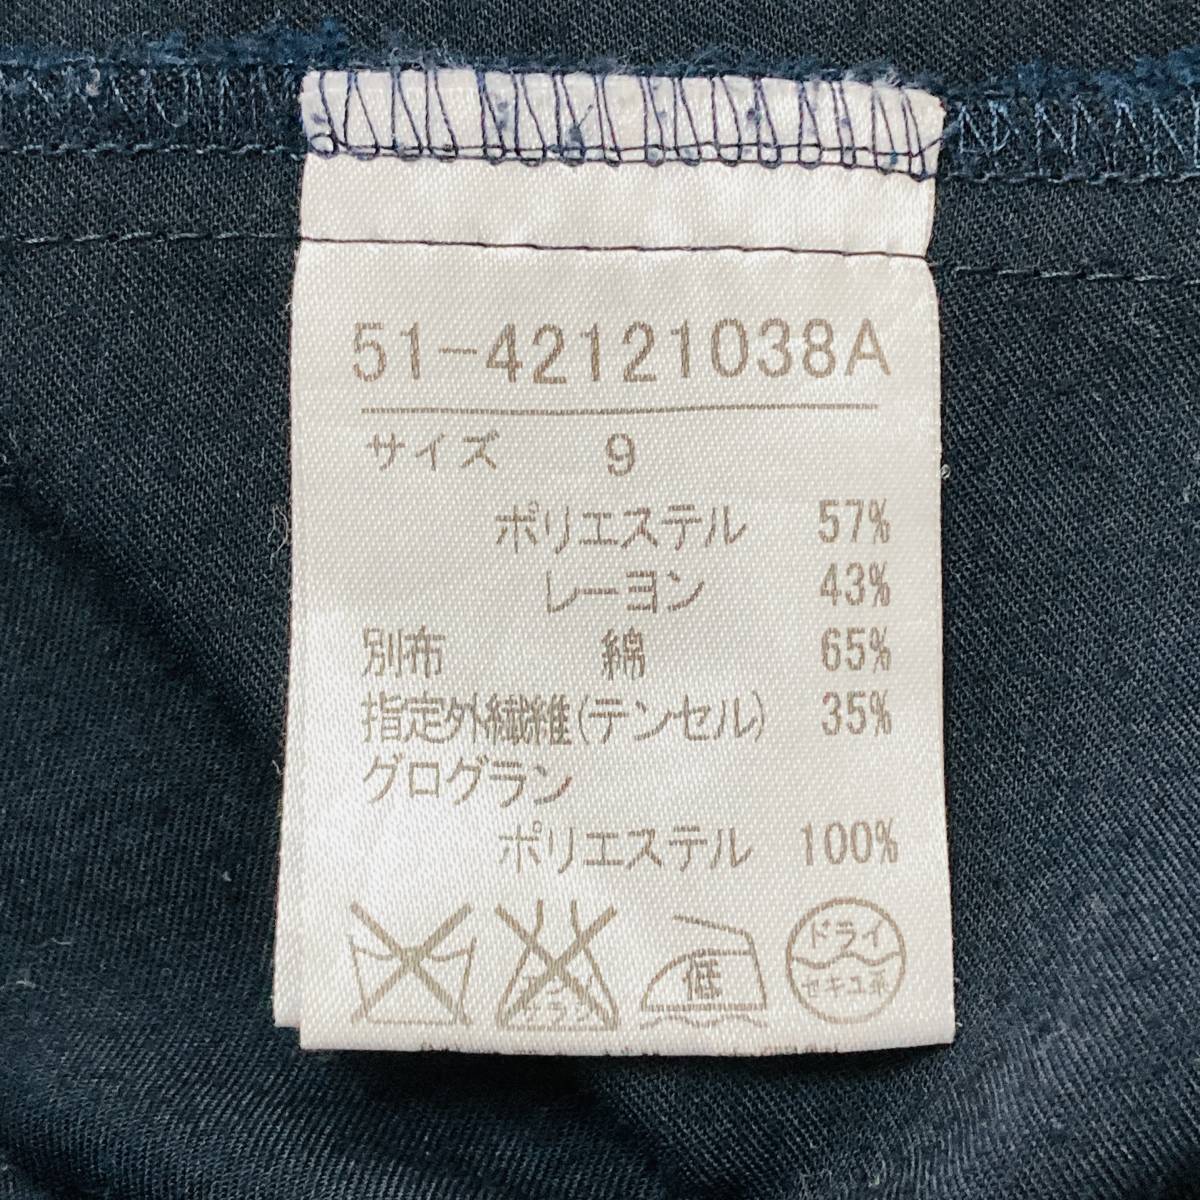 51-42121038A
サイズ 9
ポリエステル 57%
レーヨン 43%
別布 綿 65%
指定外繊維(テンセル) 35%
グログラン
ポリエステル 100%
低
ドライ
セキユ系